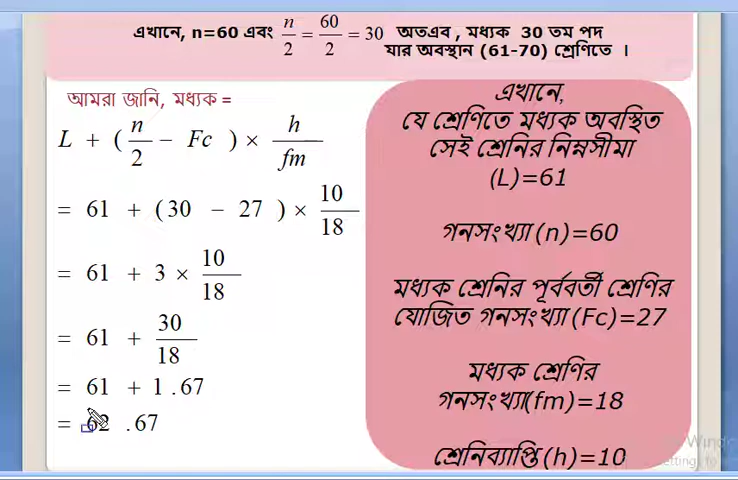 এখানে, n=60 এবং n/2 = 60/2 = 30 অতএব , মধ্যক 30 তম পদ
যার অবস্থান (61-70) শ্রেণিতে ।
আমরা জানি, মধ্যক =
L + (n/2 − Fc ) × h/fm
= 61 + (30 − 27 ) × 10/18
= 61 + 3 × 10/18
= 61 + 30/18
= 61 + 1 .67
= 62 .67
এখানে,
যে শ্রেণিতে মধ্যক অবস্থিত
সেই শ্রেনির নিম্নসীমা
(L)=61
গনসংখ্যা (n)=60
মধ্যক শ্রেনির পূর্ববর্তী শ্রেণির
যোজিত গনসংখ্যা (Fc)=27
মধ্যক শ্রেণির
গনসংখ্যা(fm)=18
শ্রেনিব্যাপ্তি (h)=10